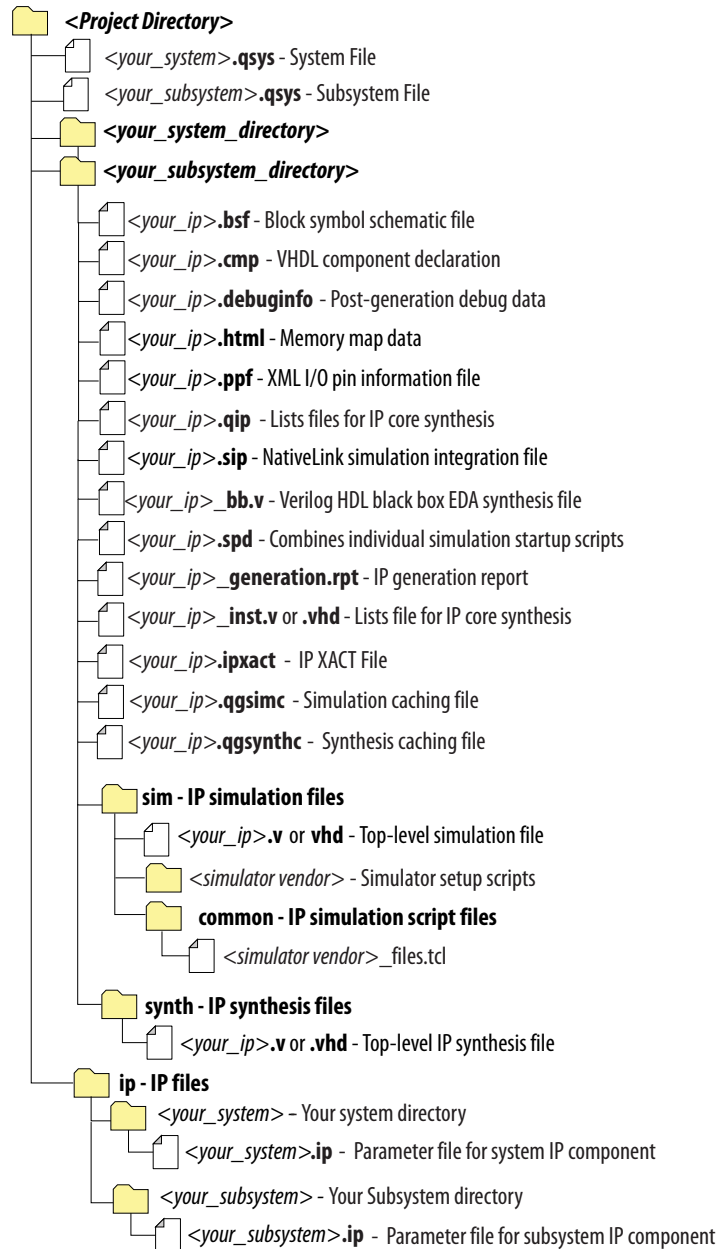 <Project Directory>
<your_system>.qsys - System File
<your_subsystem>.qsys - Subsystem File
<your_system_directory>
<your_subsystem_directory>
<your_ip>.bsf - Block symbol schematic file
<your_ip>.cmp - VHDL component declaration
<your_ip>.debuginfo - Post-generation debug data
<your_ip>.html - Memory map data
<your_ip>.ppf - XML I/O pin information file
<your_ip>.qip - Lists files for IP core synthesis
<your_ip>.sip - NativeLink simulation integration file
<your_ip>_bb.v - Verilog HDL black box EDA synthesis file
<your_ip>.spd - Combines individual simulation startup scripts
<your_ip>_generation.rpt - IP generation report
<your_ip>_inst.v or .vhd - Lists file for IP core synthesis
<your_ip>.ipxact - IP XACT File
<your_ip>.qgsimc - Simulation caching file
<your_ip>.qgsynthc - Synthesis caching file
sim - IP simulation files
<your_ip>.v or vhd - Top-level simulation file
<simulator vendor> - Simulator setup scripts
common - IP simulation script files
<simulator vendor>_files.tcl
synth - IP synthesis files
<your_ip>.v or .vhd - Top-level IP synthesis file
ip - IP files
<your_system> – Your system directory
<your_system>.ip - Parameter file for system IP component
<your_subsystem> - Your Subsystem directory
<your_subsystem>.ip - Parameter file for subsystem IP component